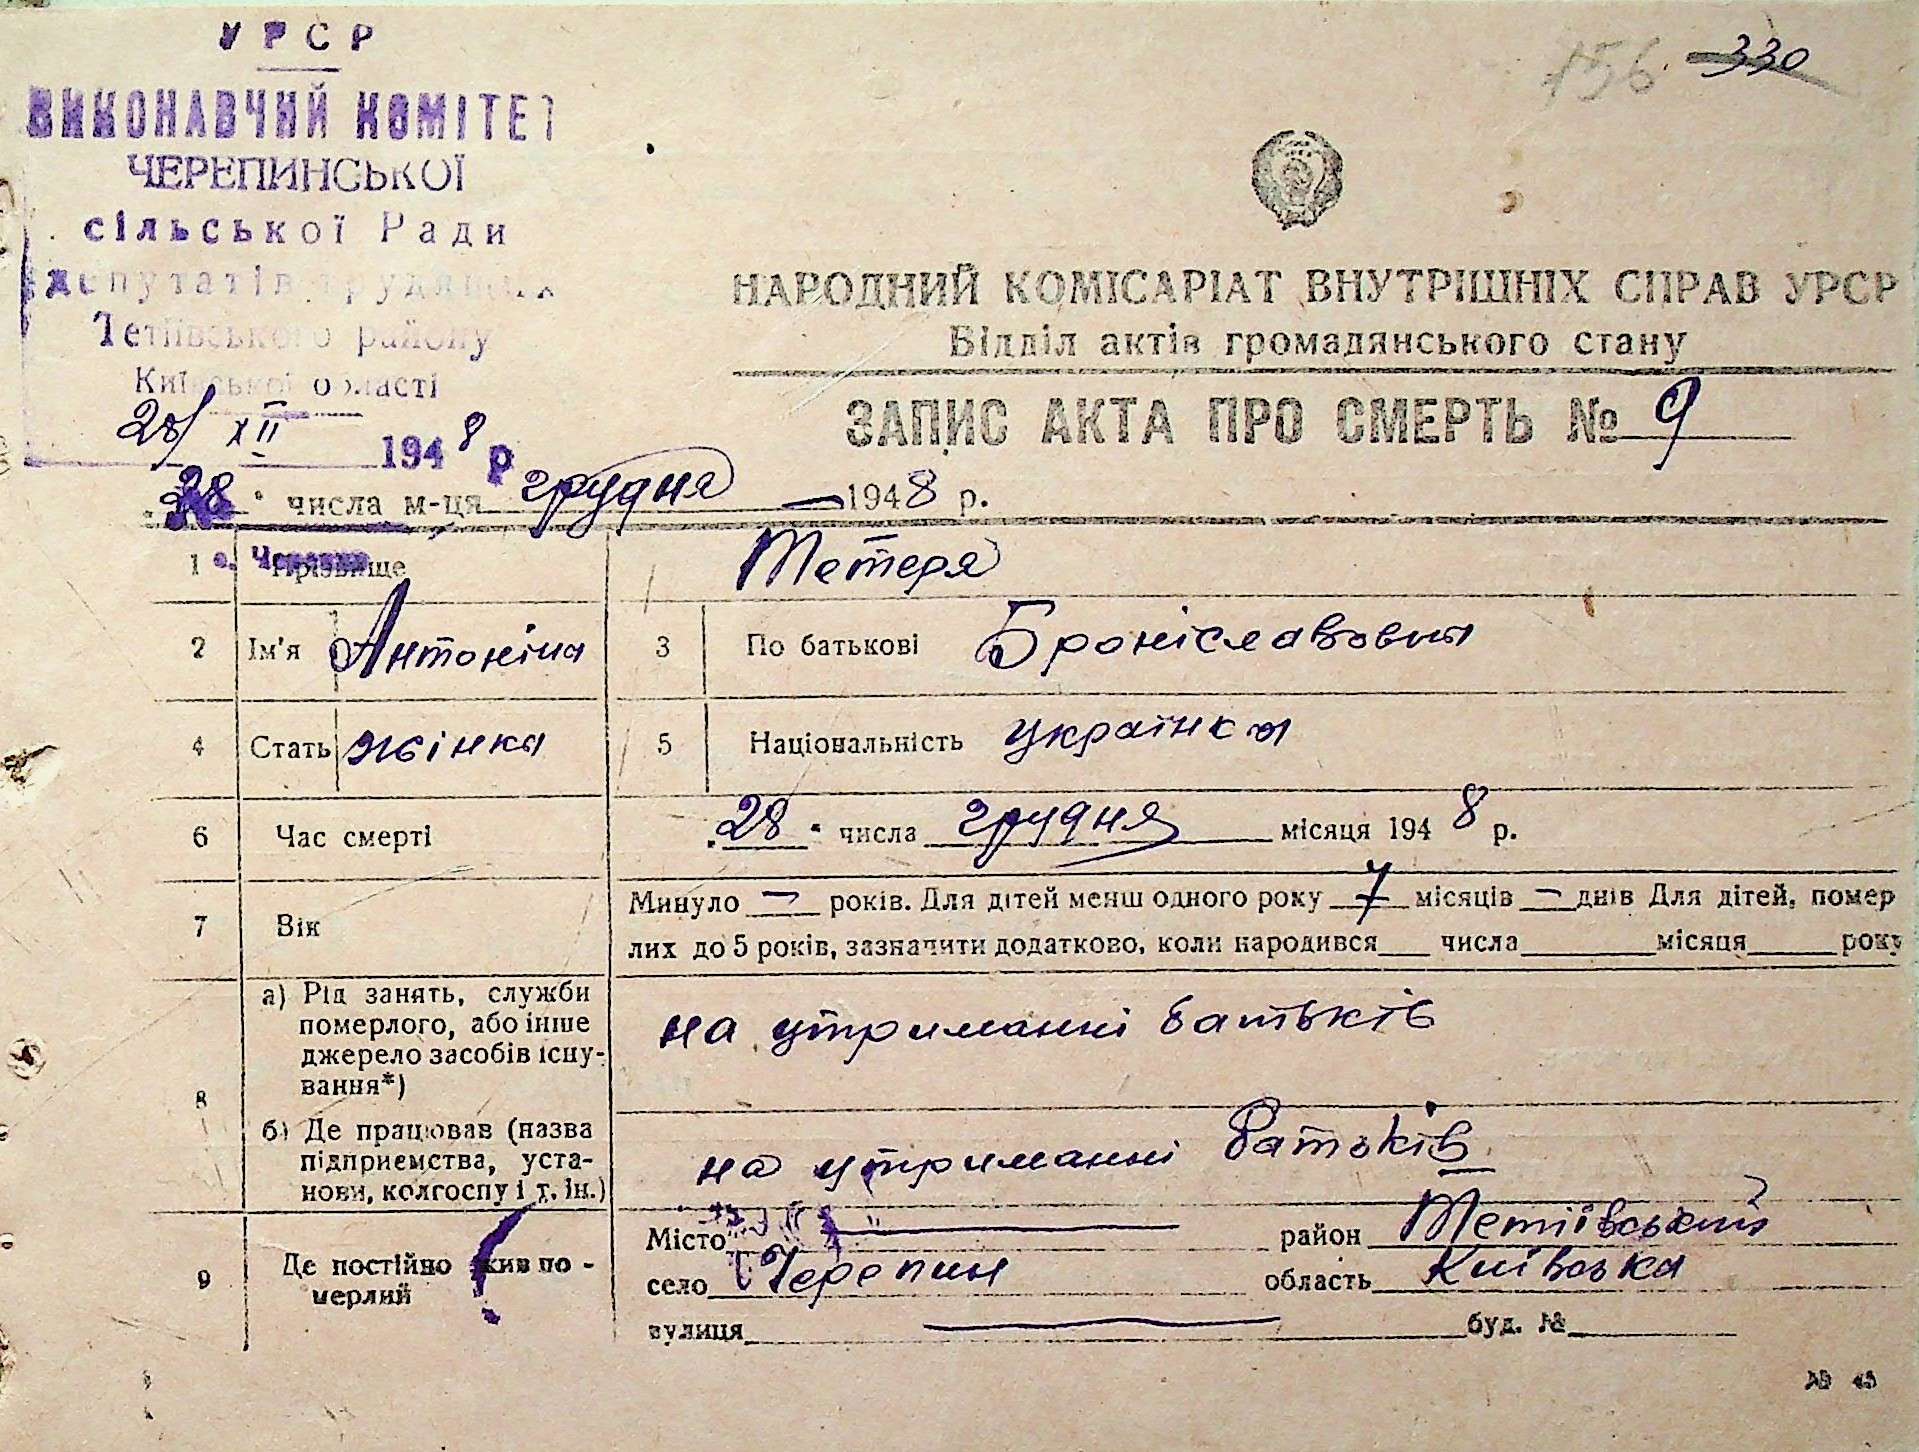 УРСР
ВИКОНАВЧИЙ КОМІТЕТ
ЧЕРЕПИНСЬКОЇ
сільської Ради
депутатів трудящих
Тетіївського району
Київської області
28/XII 1948 р
156 330
НАРОДНИЙ КОМІСАРІАТ ВНУТРІШНІХ СПРАВ УРСР
Відділ актів громадянського стану
ЗАПИС АКТА ПРО СМЕРТЬ № 9
28 " числа м-ця грудня 1948 р.
1 Прізвище Тетеря
2 Ім'я Антоніна 3 По батькові Броніславовна
4 Стать жінка 5 Національність українка
6 Час смерті 28 " числа грудня місяця 1948 р.
7 Вік Минуло — років. Для дітей менш одного року 7 місяців — днів Для дітей, помер
лих до 5 років, зазначити додатково, коли народився числа місяця року
8 а) Рід занять, служби
померлого, або інше
джерело засобів існу-
вання*)
на утриманні батьків
б) Де працював (назва
підприємства, уста-
нови, колгоспу і т. ін.)
на утриманні батьків
9 Де постійно жив по-
мерлий
Місто — район Тетіївський
село Черепин область Київська
вулиця — буд. №